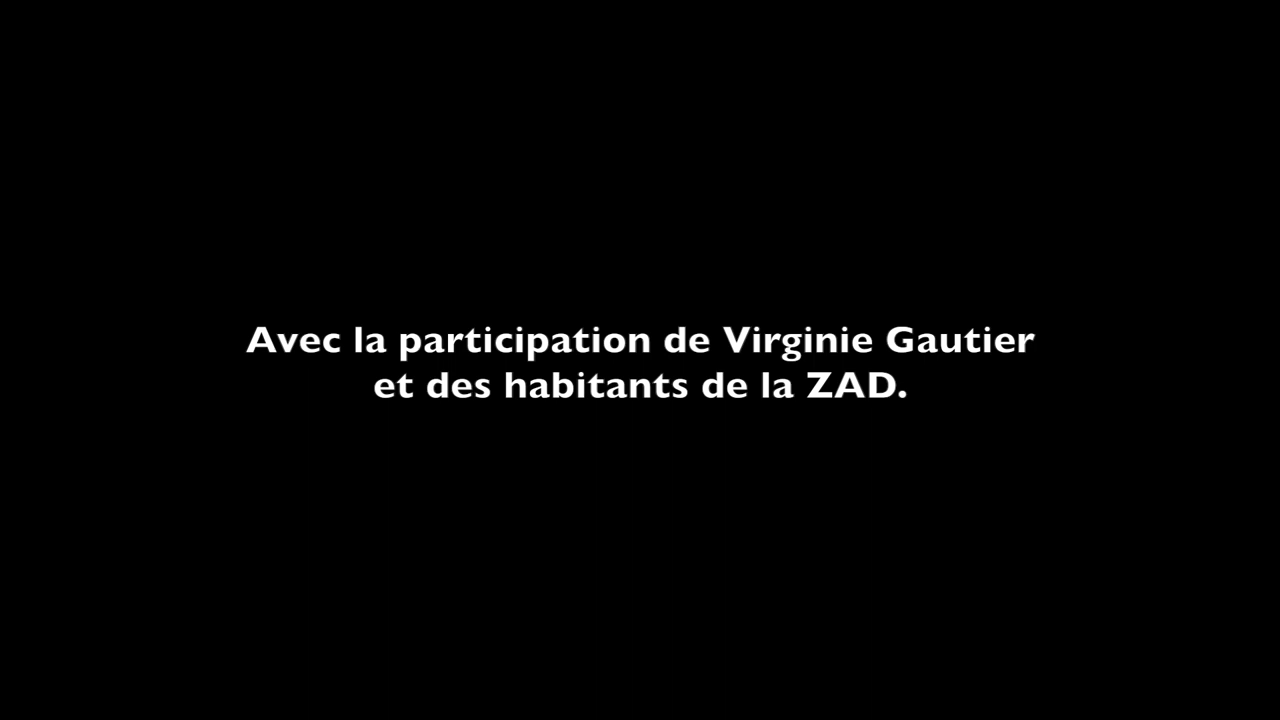 Avec la participation de Virginie Gautier
et des habitants de la ZAD.